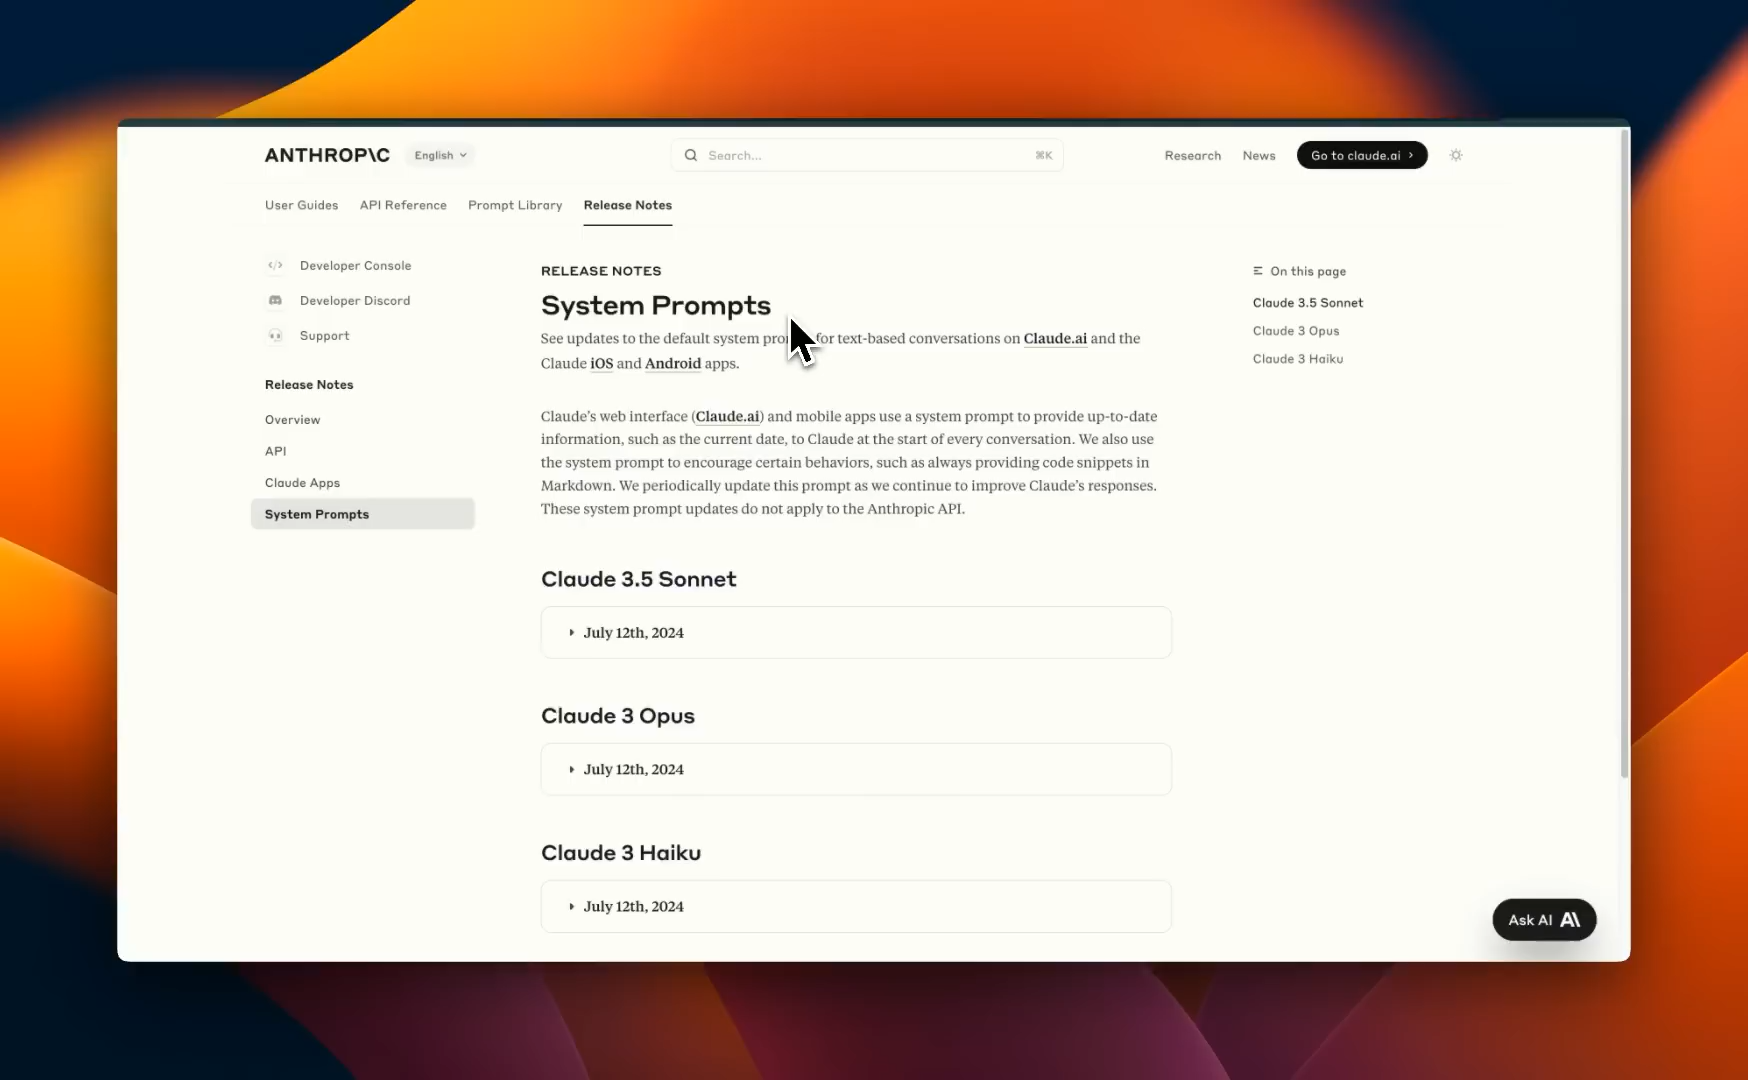 ANTHROP\C
English
Search...
⌘K
Research
News
Go to claude.ai
User Guides
API Reference
Prompt Library
Release Notes
Developer Console
Developer Discord
Support
Release Notes
Overview
API
Claude Apps
System Prompts
RELEASE NOTES
System Prompts
See updates to the default system for text-based conversations on Claude.ai and the
Claude iOS and Android apps.
Claude’s web interface (Claude.ai) and mobile apps use a system prompt to provide up-to-date
information, such as the current date, to Claude at the start of every conversation. We also use
the system prompt to encourage certain behaviors, such as always providing code snippets in
Markdown. We periodically update this prompt as we continue to improve Claude’s responses.
These system prompt updates do not apply to the Anthropic API.
Claude 3.5 Sonnet
July 12th, 2024
Claude 3 Opus
July 12th, 2024
Claude 3 Haiku
July 12th, 2024
On this page
Claude 3.5 Sonnet
Claude 3 Opus
Claude 3 Haiku
Ask AI A\